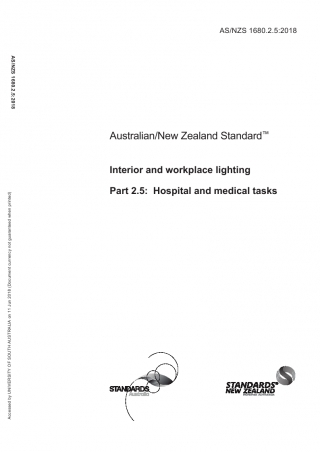 AS/NZS 1680.2.5:2018
AS/NZS 1680.2.5:2018
Australian/New Zealand Standard™
Interior and workplace lighting
Part 2.5: Hospital and medical tasks
Accessed by UNIVERSITY OF SOUTH AUSTRALIA on 11 Jun 2018 (Document currency not guaranteed when printed)
STANDARDS
Australia
STANDARDS
NEW ZEALAND